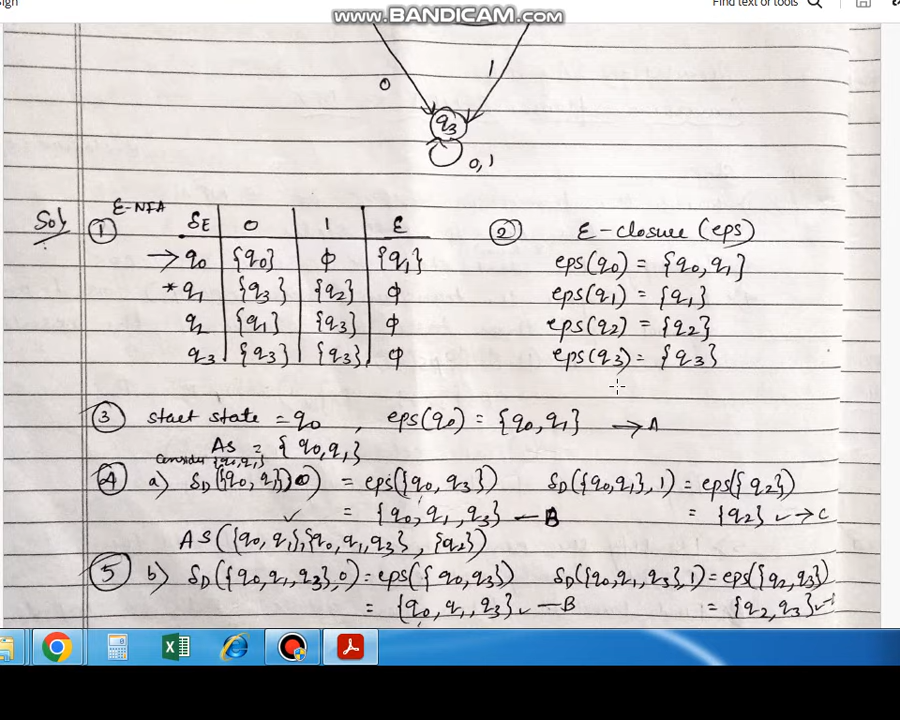 sign
www.BANDICAM.com
Find text or tools
0
1
q3
0,1
Sol
① ε-NFA
δE 0 1 ε
→ q0 {q0} ϕ {q1}
* q1 {q3} {q2} ϕ
q2 {q1} {q3} ϕ
q3 {q3} {q3} ϕ
② ε-closure (eps)
eps(q0) = {q0, q1}
eps(q1) = {q1}
eps(q2) = {q2}
eps(q3) = {q3}
③ start state = q0 , eps(q0) = {q0, q1} → A
AS = {q0, q1}
Consider {q0,q1}
④ a) δD({q0, q1}, 0) = eps({q0, q3}) δD({q0,q1}, 1) = eps({q2})
= {q0, q1, q3} — B = {q2} ✓ → C
AS({q0, q1}, {q0, q1, q3}, {q2})
⑤ b) δD({q0, q1, q3}, 0) = eps({q0, q3}) δD({q0, q1, q3}, 1) = eps({q2, q3})
= {q0, q1, q3} ✓ — B = {q2, q3} ✓